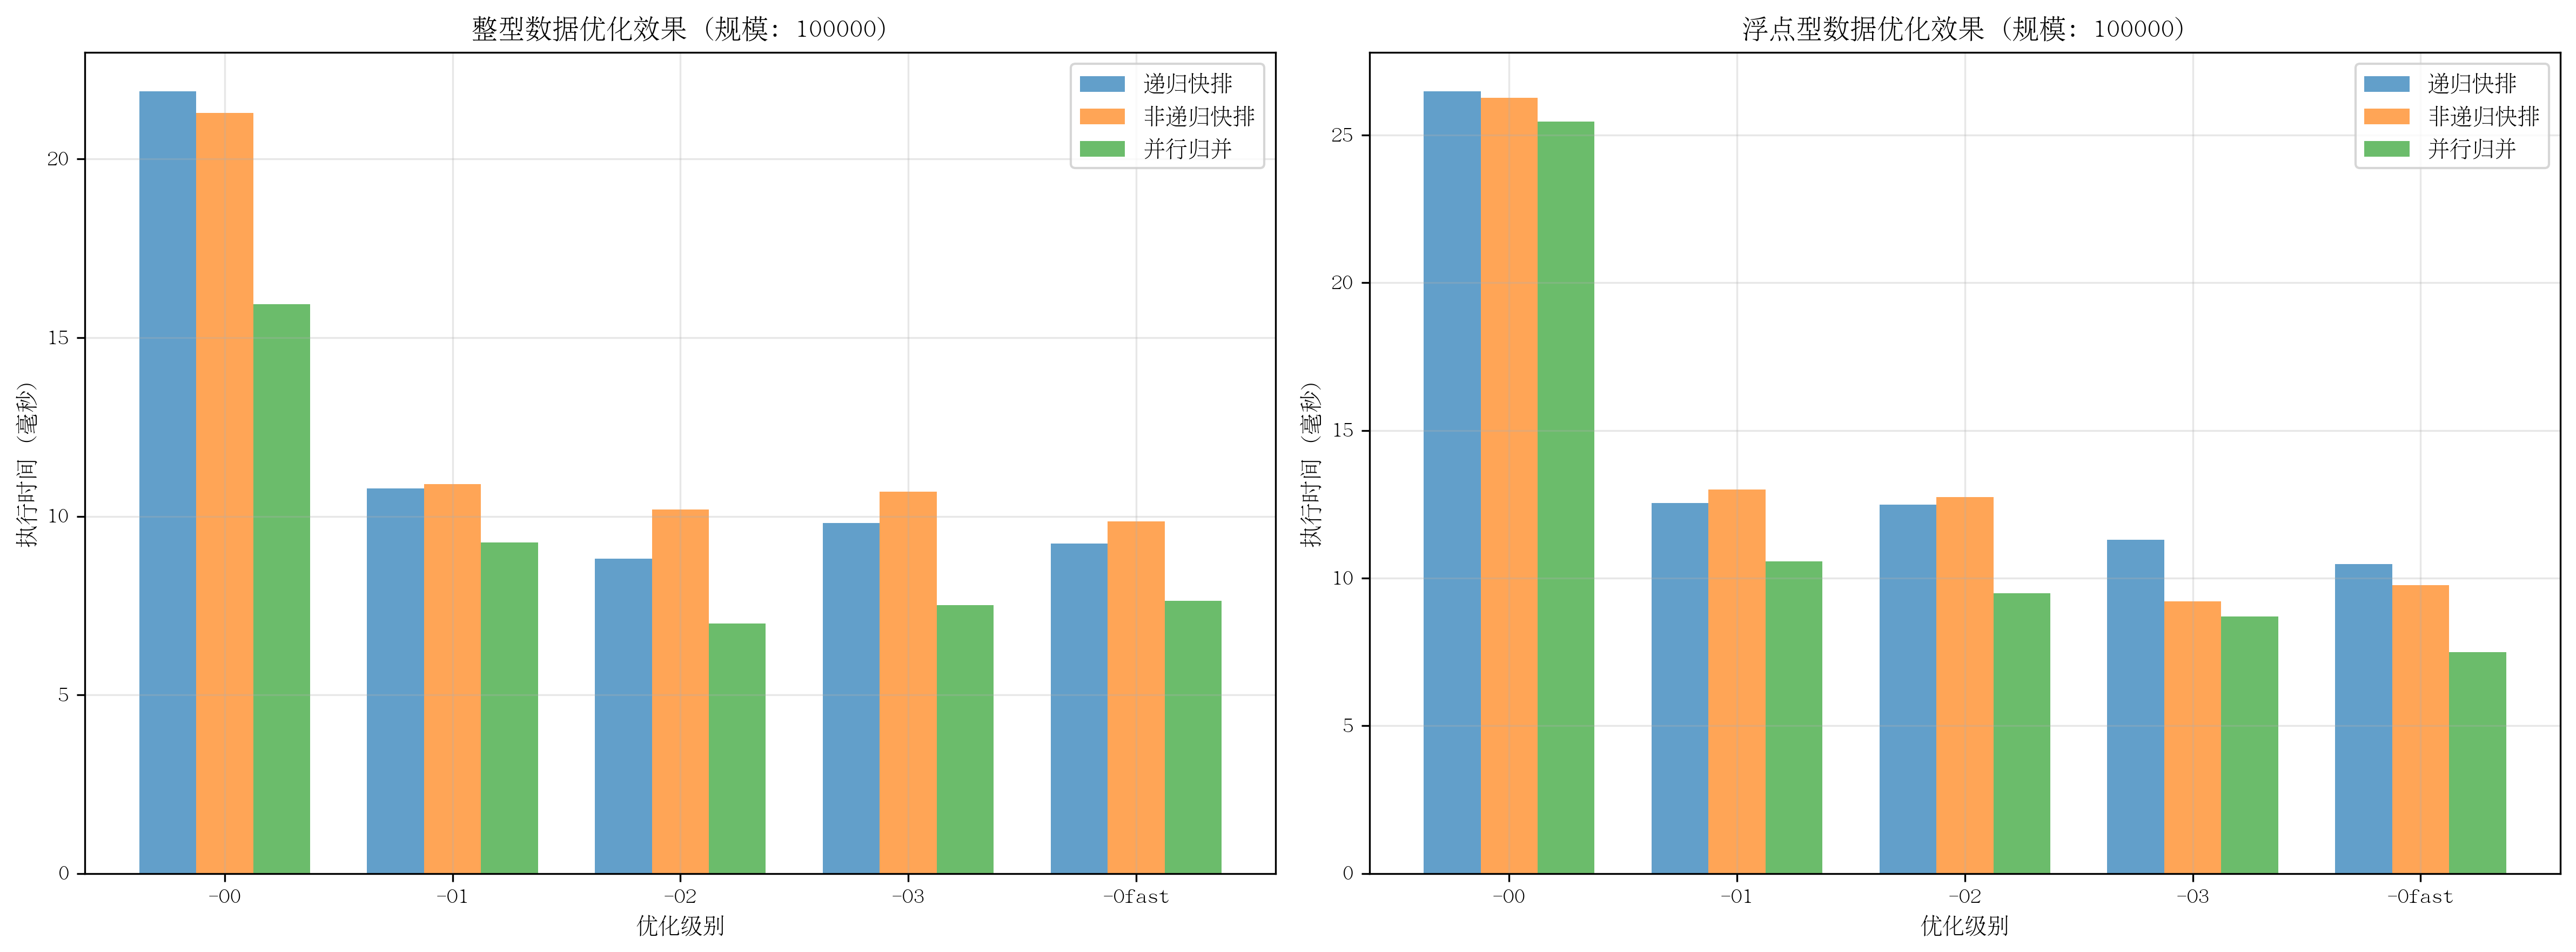 整型数据优化效果 (规模: 100000)
递归快排
非递归快排
并行归并
20
15
10
5
0
执行时间 (毫秒)
-O0
-O1
-O2
-O3
-Ofast
优化级别
浮点型数据优化效果 (规模: 100000)
递归快排
非递归快排
并行归并
25
20
15
10
5
0
执行时间 (毫秒)
-O0
-O1
-O2
-O3
-Ofast
优化级别